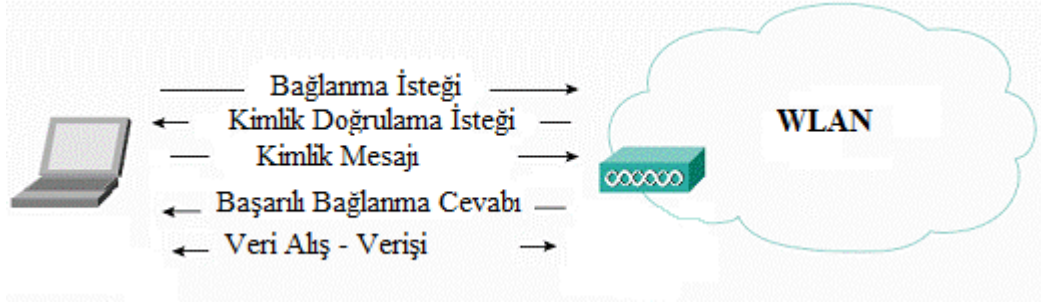 Bağlanma İsteği
Kimlik Doğrulama İsteği
Kimlik Mesajı
Başarılı Bağlanma Cevabı
Veri Alış - Verişi
WLAN